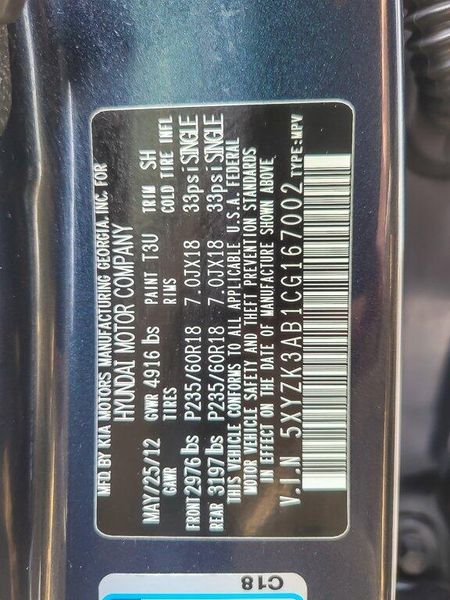 MFD BY KIA MOTORS MANUFACTURING GEORGIA, INC. FOR
HYUNDAI MOTOR COMPANY
MAY/25/12 GVWR 4916 lbs PAINT T3U TRIM SH
GAWR TIRES RIMS COLD TIRE INFL
FRONT 2976 lbs P235/60R18 7.0JX18 33psi SINGLE
REAR 3197 lbs P235/60R18 7.0JX18 33psi SINGLE
THIS VEHICLE CONFORMS TO ALL APPLICABLE U.S.A. FEDERAL
MOTOR VEHICLE SAFETY AND THEFT PREVENTION STANDARDS
IN EFFECT ON THE DATE OF MANUFACTURE SHOWN ABOVE.
V.I.N 5XYZK3AB1CG167002 TYPE:MPV
C18